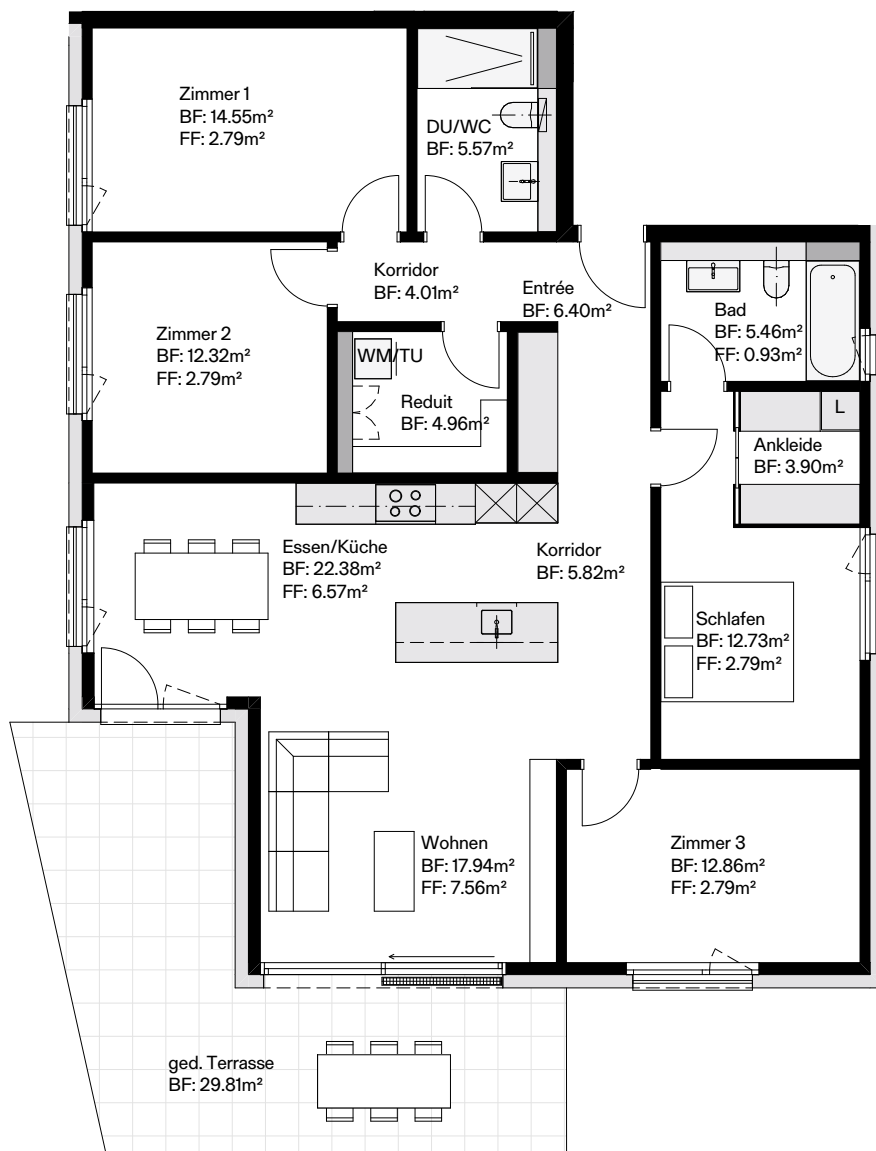 Zimmer 1
BF: 14.55m²
FF: 2.79m²
DU/WC
BF: 5.57m²
Korridor
BF: 4.01m²
Entrée
BF: 6.40m²
Bad
BF: 5.46m²
FF: 0.93m²
Zimmer 2
BF: 12.32m²
FF: 2.79m²
WM/TU
Reduit
BF: 4.96m²
L
Ankleide
BF: 3.90m²
Essen/Küche
BF: 22.38m²
FF: 6.57m²
Korridor
BF: 5.82m²
Schlafen
BF: 12.73m²
FF: 2.79m²
Wohnen
BF: 17.94m²
FF: 7.56m²
Zimmer 3
BF: 12.86m²
FF: 2.79m²
ged. Terrasse
BF: 29.81m²